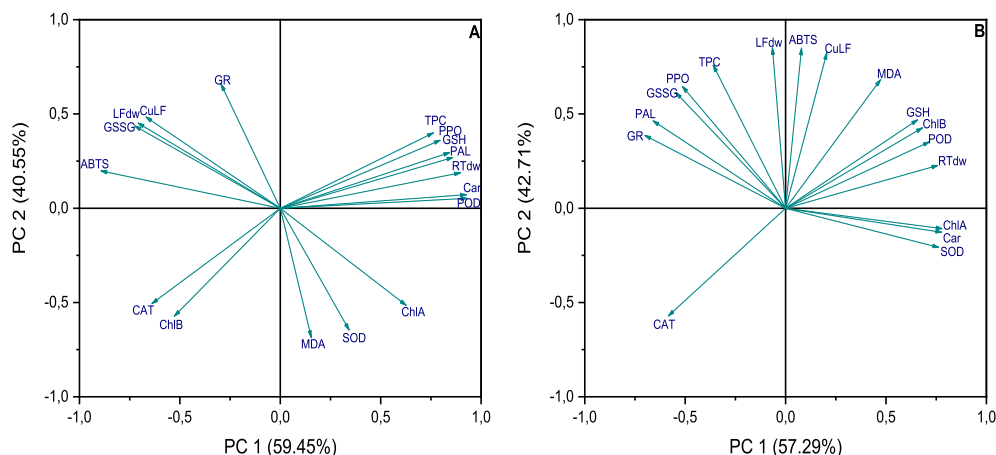 A
1,0
0,5
0,0
-0,5
-1,0
PC 2 (40.55%)
GR
LFdw
CuLF
GSSG
ABTS
TPC
PPO
GSH
PAL
RTdw
Car
POD
CAT
ChlB
MDA
SOD
ChlA
-1,0 -0,5 0,0 0,5 1,0
PC 1 (59.45%)
B
1,0
0,5
0,0
-0,5
-1,0
PC 2 (42.71%)
LFdw
ABTS
CuLF
TPC
MDA
PPO
GSSG
PAL
GR
GSH
ChlB
POD
RTdw
ChlA
Car
SOD
CAT
-1,0 -0,5 0,0 0,5 1,0
PC 1 (57.29%)